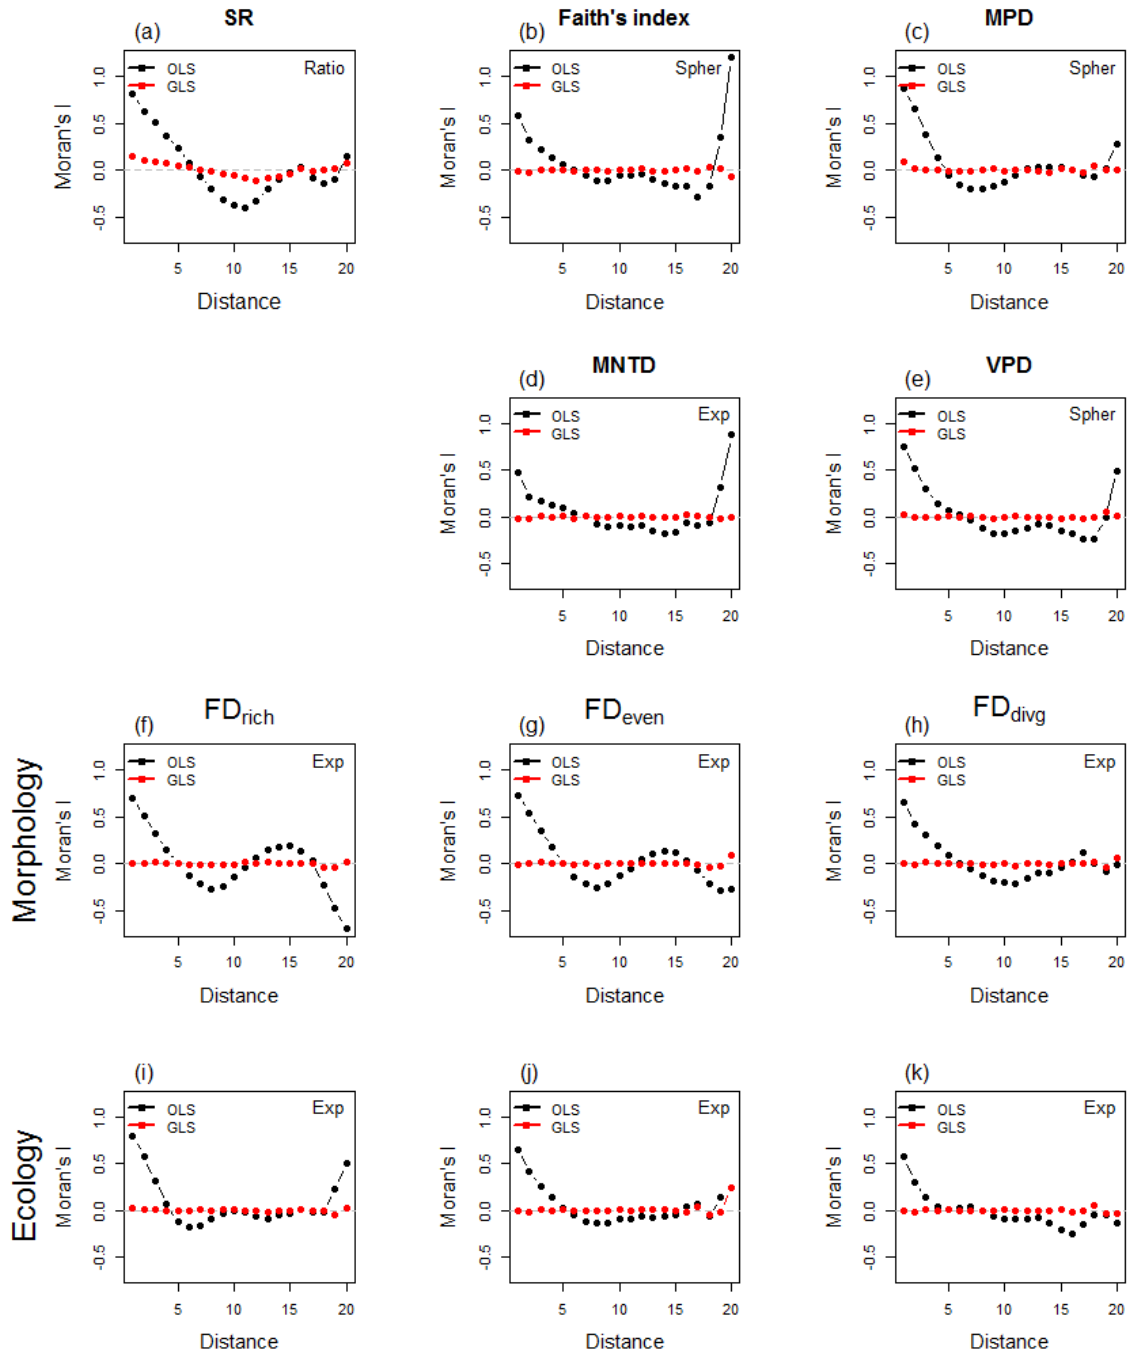 SR
Faith's index
MPD
(a)
(b)
(c)
OLS
GLS
Ratio
OLS
GLS
Spher
OLS
GLS
Spher
Moran's I
1.0
0.5
0.0
-0.5
Moran's I
1.0
0.5
0.0
-0.5
Moran's I
1.0
0.5
0.0
-0.5
5 10 15 20
5 10 15 20
5 10 15 20
Distance
Distance
Distance
MNTD
VPD
(d)
(e)
OLS
GLS
Exp
OLS
GLS
Spher
Moran's I
1.0
0.5
0.0
-0.5
Moran's I
1.0
0.5
0.0
-0.5
5 10 15 20
5 10 15 20
Distance
Distance
Morphology
FDrich
FDeven
FDdivg
(f)
(g)
(h)
OLS
GLS
Exp
OLS
GLS
Exp
OLS
GLS
Exp
Moran's I
1.0
0.5
0.0
-0.5
Moran's I
1.0
0.5
0.0
-0.5
Moran's I
1.0
0.5
0.0
-0.5
5 10 15 20
5 10 15 20
5 10 15 20
Distance
Distance
Distance
Ecology
(i)
(j)
(k)
OLS
GLS
Exp
OLS
GLS
Exp
OLS
GLS
Exp
Moran's I
1.0
0.5
0.0
-0.5
Moran's I
1.0
0.5
0.0
-0.5
Moran's I
1.0
0.5
0.0
-0.5
5 10 15 20
5 10 15 20
5 10 15 20
Distance
Distance
Distance